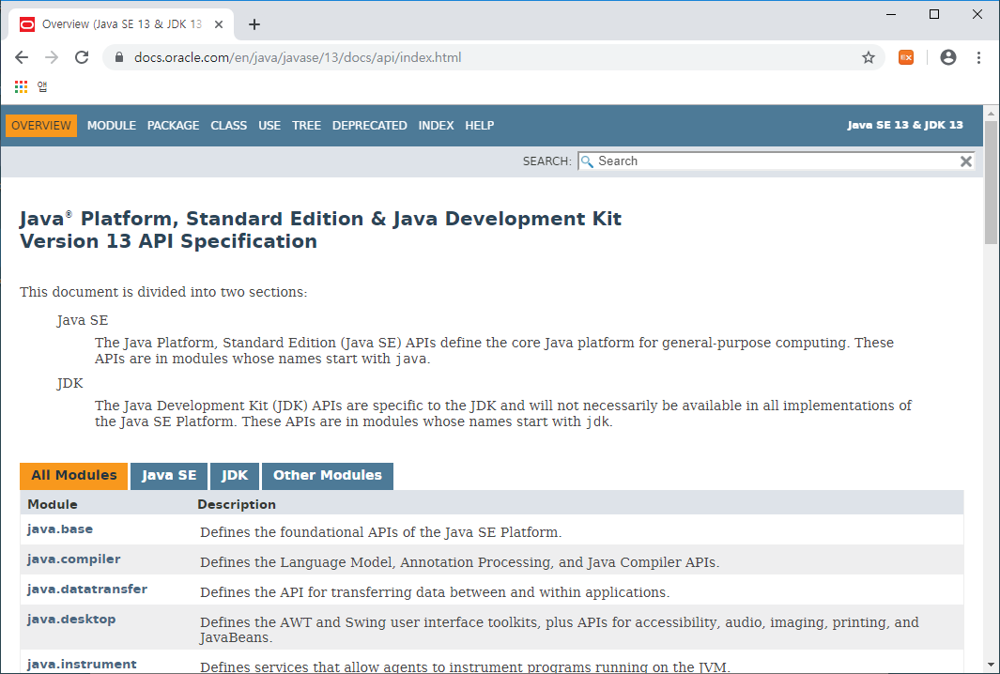 Overview (Java SE 13 & JDK 13
docs.oracle.com/en/java/javase/13/docs/api/index.html
앱
OVERVIEW MODULE PACKAGE CLASS USE TREE DEPRECATED INDEX HELP
Java SE 13 & JDK 13
SEARCH: Search
Java® Platform, Standard Edition & Java Development Kit
Version 13 API Specification
This document is divided into two sections:
Java SE
The Java Platform, Standard Edition (Java SE) APIs define the core Java platform for general-purpose computing. These
APIs are in modules whose names start with java.
JDK
The Java Development Kit (JDK) APIs are specific to the JDK and will not necessarily be available in all implementations of
the Java SE Platform. These APIs are in modules whose names start with jdk.
All Modules Java SE JDK Other Modules
Module Description
java.base Defines the foundational APIs of the Java SE Platform.
java.compiler Defines the Language Model, Annotation Processing, and Java Compiler APIs.
java.datatransfer Defines the API for transferring data between and within applications.
java.desktop Defines the AWT and Swing user interface toolkits, plus APIs for accessibility, audio, imaging, printing, and
JavaBeans.
java.instrument Defines services that allow agents to instrument programs running on the JVM.